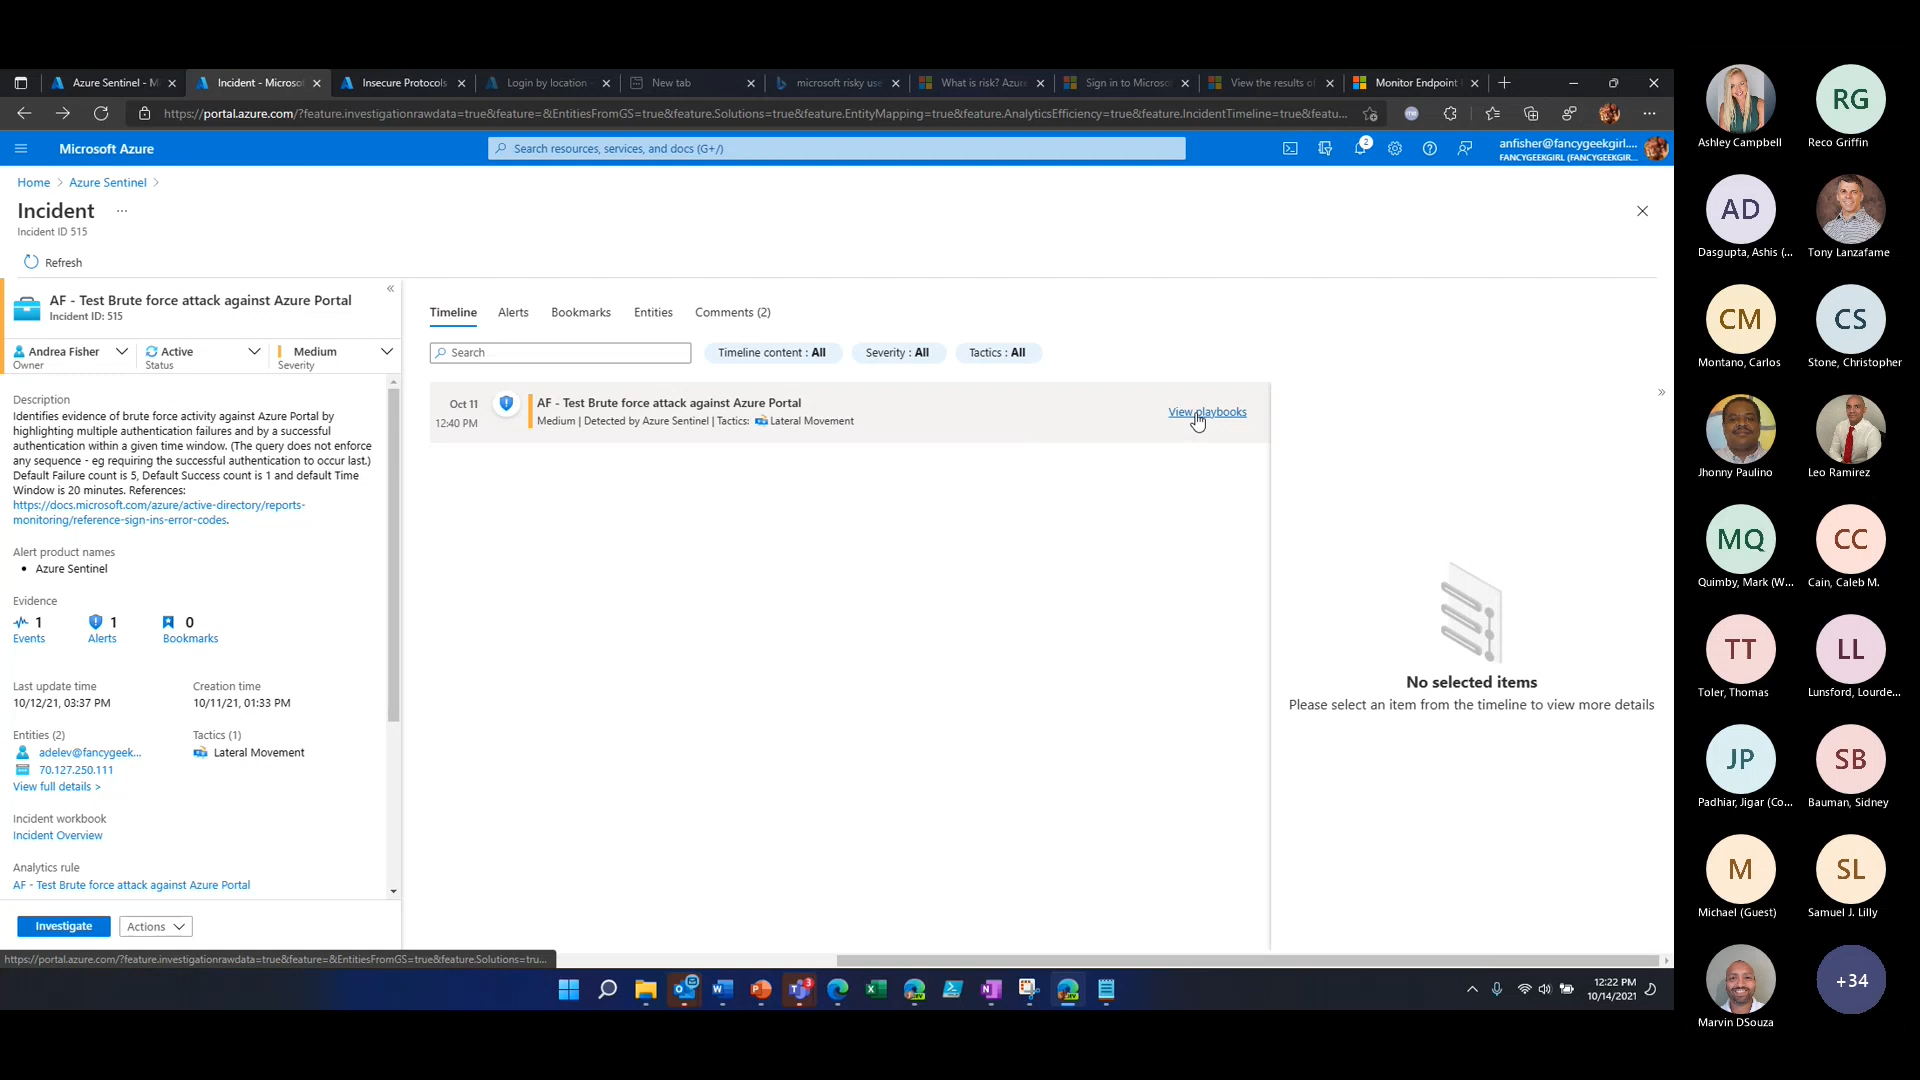 Azure Sentinel - M
Incident - Microso
Insecure Protocols
Login by location -
New tab
microsoft risky use
What is risk? Azure
Sign in to Microso
View the results of
Monitor Endpoint
https://portal.azure.com/?feature.investigationrawdata=true&feature=&EntitiesFromGS=true&feature.Solutions=true&feature.EntityMapping=true&feature.AnalyticsEfficiency=true&feature.IncidentTimeline=true&featu...
Microsoft Azure
Search resources, services, and docs (G+/)
2
anfisher@fancygeekgirl....
FANCYGEEKGIRL (FANCYGEEKGIR...
Home > Azure Sentinel >
Incident ...
Incident ID 515
Refresh
AF - Test Brute force attack against Azure Portal
Incident ID: 515
Andrea Fisher
Owner
Active
Status
Medium
Severity
Description
Identifies evidence of brute force activity against Azure Portal by
highlighting multiple authentication failures and by a successful
authentication within a given time window. (The query does not enforce
any sequence - eg requiring the successful authentication to occur last.)
Default Failure count is 5, Default Success count is 1 and default Time
Window is 20 minutes. References:
https://docs.microsoft.com/azure/active-directory/reports-
monitoring/reference-sign-ins-error-codes.
Alert product names
• Azure Sentinel
Evidence
1
Events
1
Alerts
0
Bookmarks
Last update time
10/12/21, 03:37 PM
Creation time
10/11/21, 01:33 PM
Entities (2)
adelev@fancygeek...
70.127.250.111
View full details >
Tactics (1)
Lateral Movement
Incident workbook
Incident Overview
Analytics rule
AF - Test Brute force attack against Azure Portal
Investigate
Actions
https://portal.azure.com/?feature.investigationrawdata=true&feature=&EntitiesFromGS=true&feature.Solutions=tru...
Timeline
Alerts
Bookmarks
Entities
Comments (2)
Search
Timeline content : All
Severity : All
Tactics : All
Oct 11
12:40 PM
AF - Test Brute force attack against Azure Portal
Medium | Detected by Azure Sentinel | Tactics: Lateral Movement
View playbooks
No selected items
Please select an item from the timeline to view more details
3
12:22 PM
10/14/2021
Ashley Campbell
RG
Reco Griffin
AD
Dasgupta, Ashis (...
Tony Lanzafame
CM
Montano, Carlos
CS
Stone, Christopher
Jhonny Paulino
Leo Ramirez
MQ
Quimby, Mark (W...
CC
Cain, Caleb M.
TT
Toler, Thomas
LL
Lunsford, Lourde...
JP
Padhiar, Jigar (Co...
SB
Bauman, Sidney
M
Michael (Guest)
SL
Samuel J. Lilly
Marvin DSouza
+34